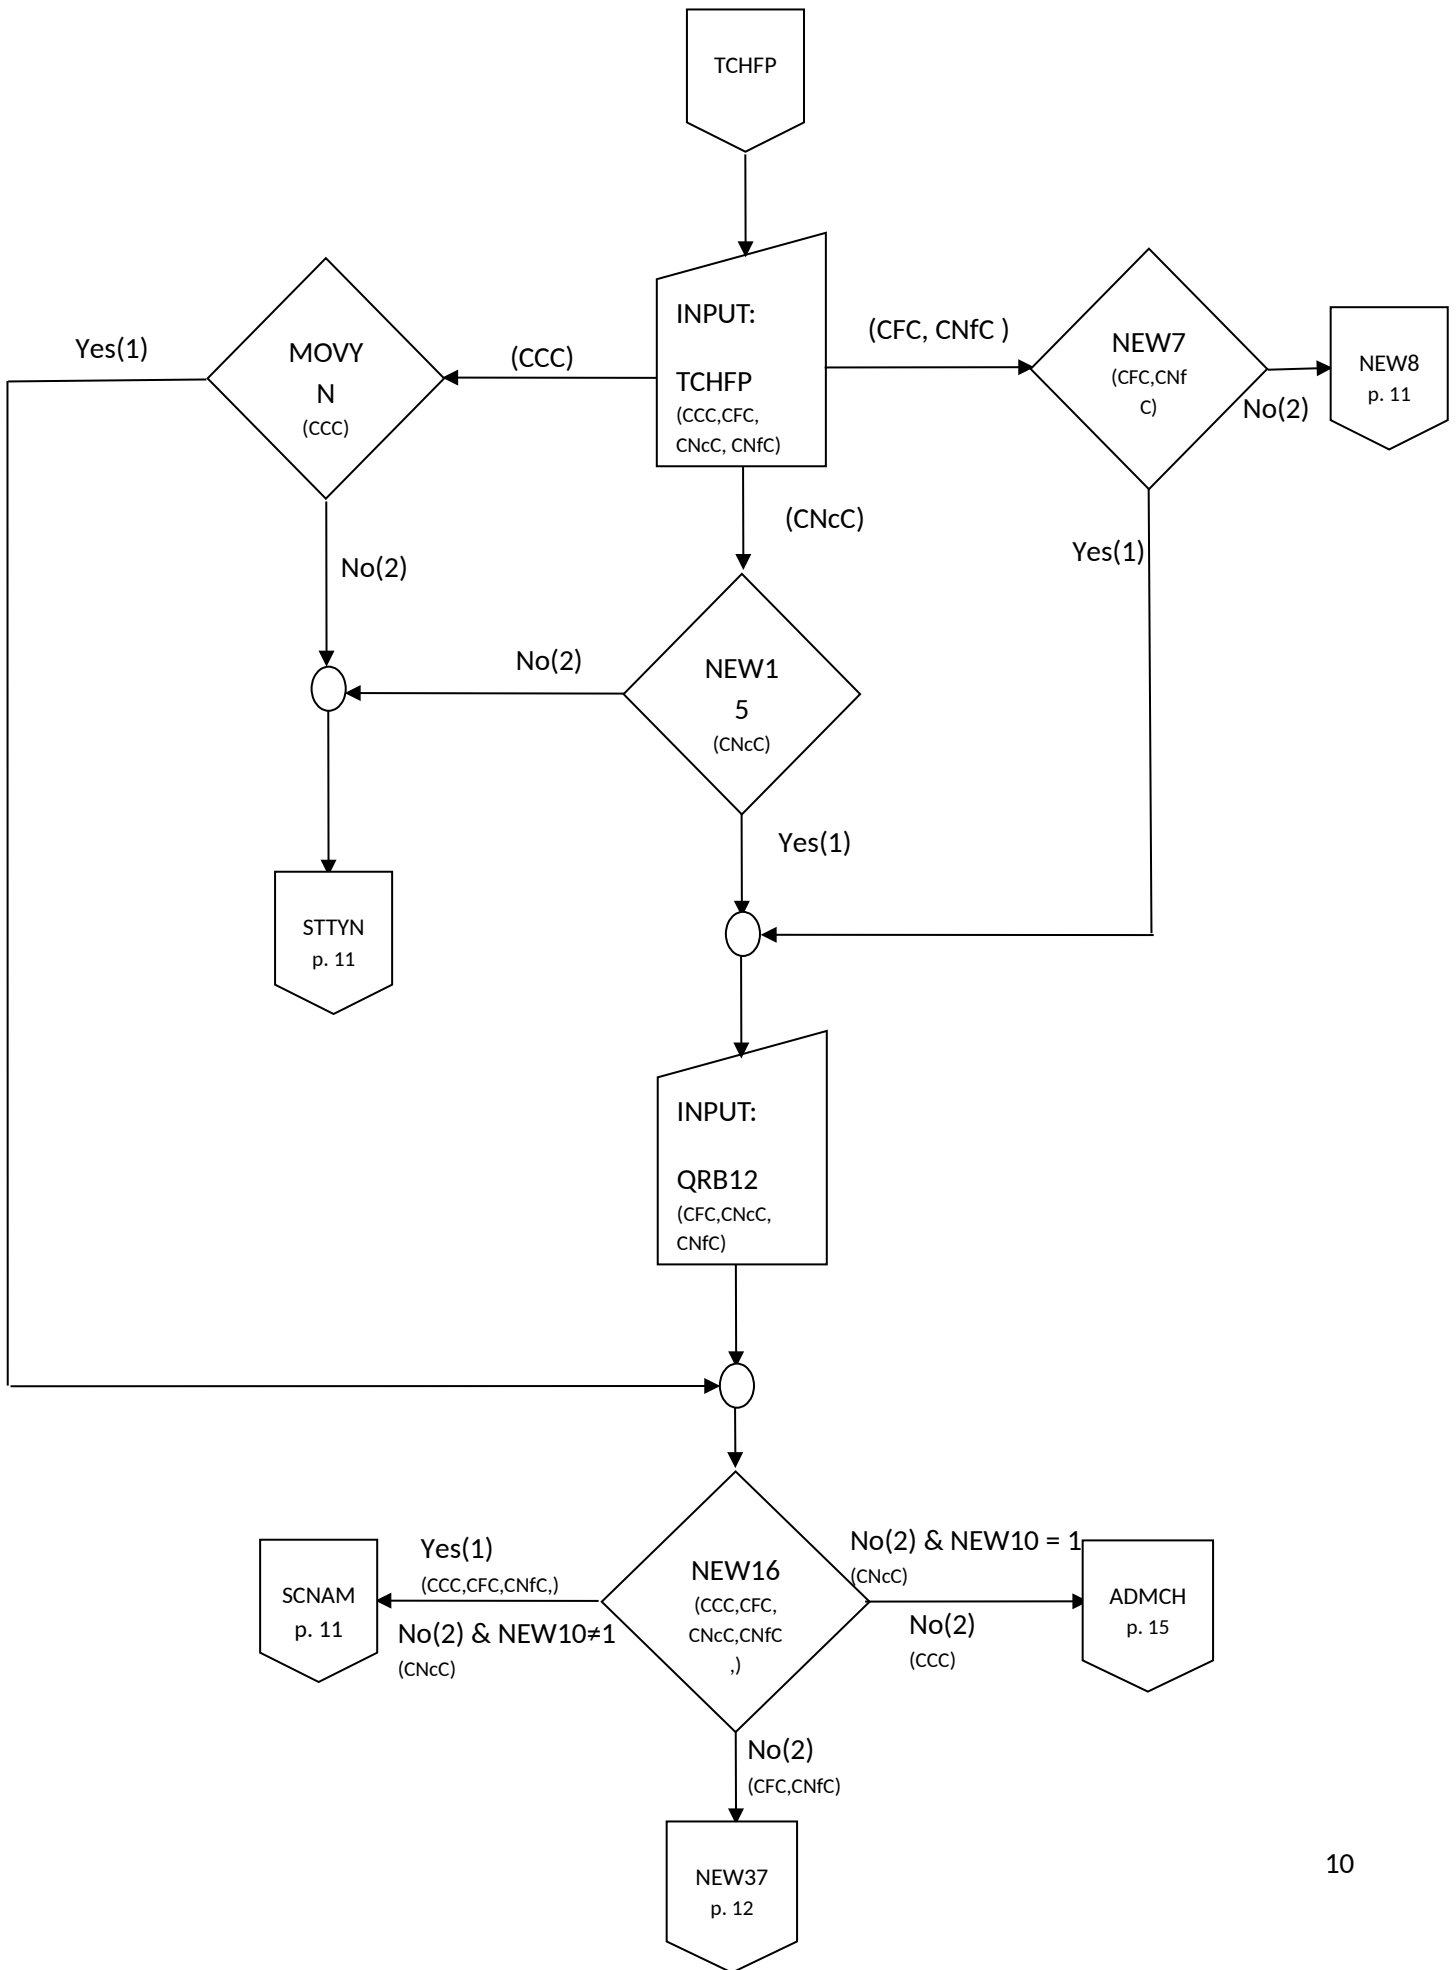 TCHFP
INPUT:
TCHFP
(CCC,CFC,
CNcC, CNfC)
(CCC)
(CFC, CNfC )
Yes(1)
MOVY
N
(CCC)
NEW7
(CFC,CNf
C)
No(2)
NEW8
p. 11
(CNcC)
No(2)
Yes(1)
No(2)
NEW1
5
(CNcC)
Yes(1)
STTYN
p. 11
INPUT:
QRB12
(CFC,CNcC,
CNfC)
NEW16
(CCC,CFC,
CNcC,CNfC
,)
Yes(1)
(CCC,CFC,CNfC,)
No(2) & NEW10≠1
(CNcC)
SCNAM
p. 11
No(2) & NEW10 = 1
(CNcC)
No(2)
(CCC)
ADMCH
p. 15
No(2)
(CFC,CNfC)
NEW37
p. 12
10